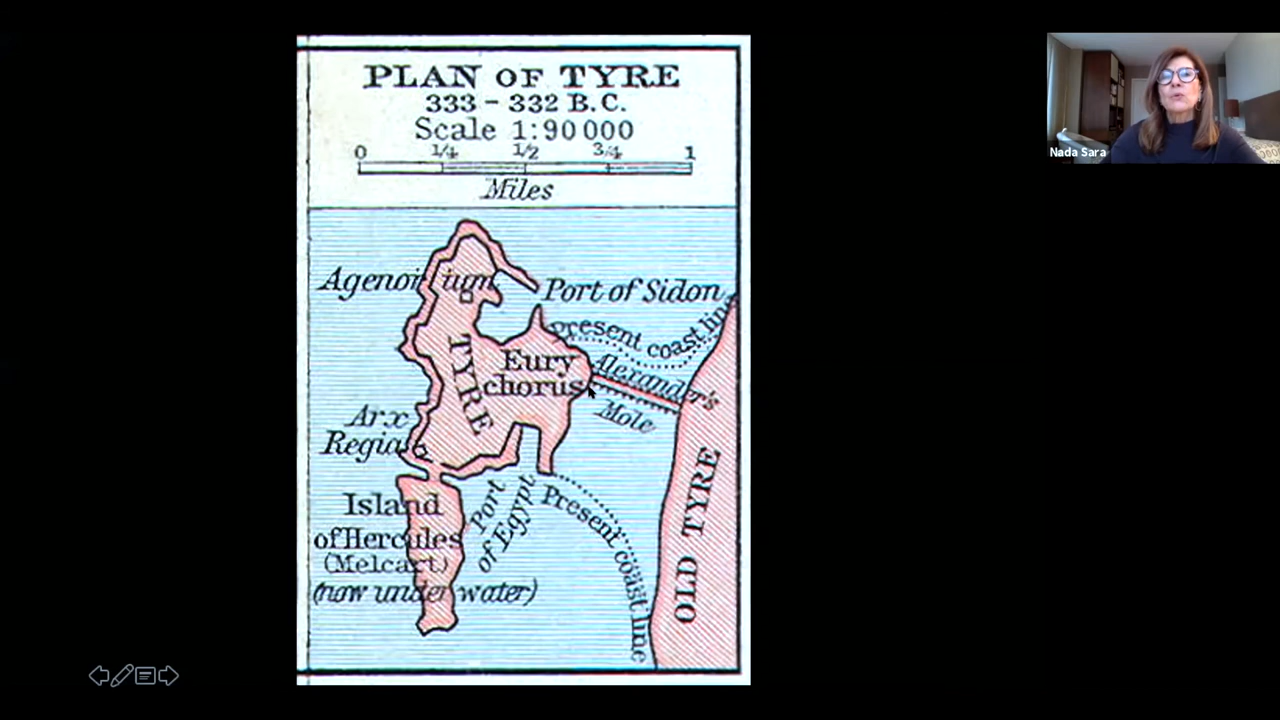 PLAN OF TYRE
333 - 332 B.C.
Scale 1:90 000
0 1/4 1/2 3/4 1
Miles
Agenorium
Port of Sidon
present coast line
TYRE
Eury
chorus
Alexander's
Mole
Arx
Regia
Island
of Hercules
(Melcart)
(now under water)
Port
of Egypt
Present coast line
OLD TYRE
Nada Sara